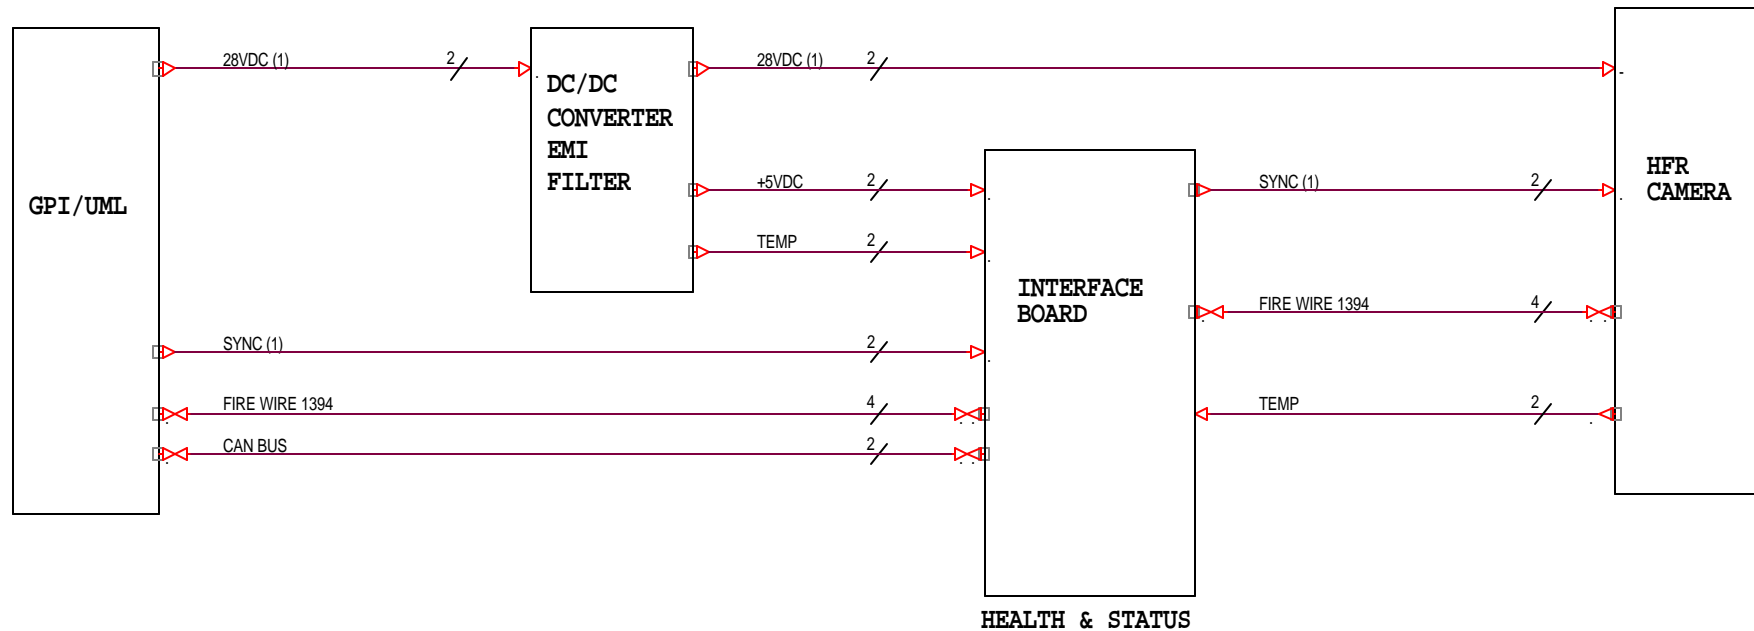 28VDC (1)
2
28VDC (1)
2
DC/DC
CONVERTER
EMI
FILTER
GPI/UML
HFR
CAMERA
+5VDC
2
SYNC (1)
2
TEMP
2
INTERFACE
BOARD
FIRE WIRE 1394
4
SYNC (1)
2
FIRE WIRE 1394
4
TEMP
2
CAN BUS
2
HEALTH & STATUS